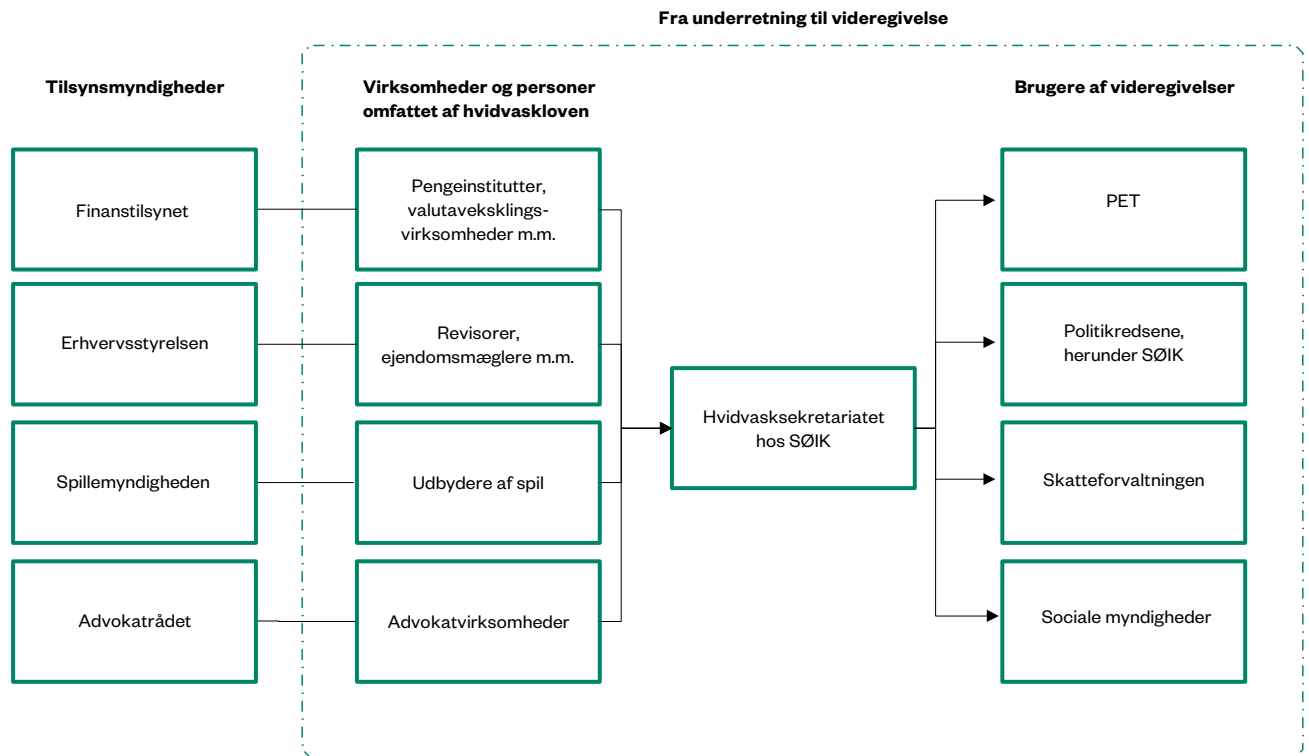 Fra underretning til videregivelse
Tilsynsmyndigheder
Virksomheder og personer
omfattet af hvidvaskloven
Brugere af videregivelser
Finanstilsynet
Pengeinstitutter,
valutaveksklings-
virksomheder m.m.
PET
Erhvervsstyrelsen
Revisorer,
ejendomsmæglere m.m.
Politikredsene,
herunder SØIK
Hvidvasksekretariatet
hos SØIK
Spillemyndigheden
Udbydere af spil
Skatteforvaltningen
Advokatrådet
Advokatvirksomheder
Sociale myndigheder